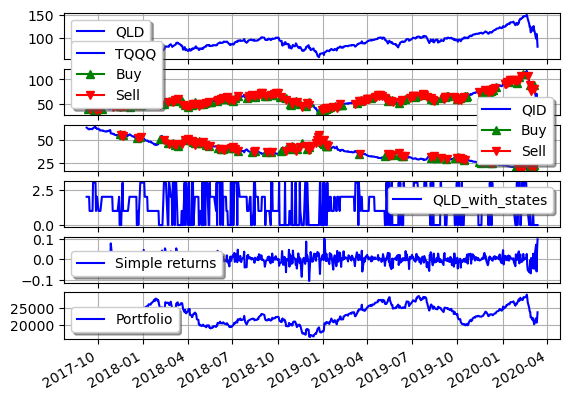 150
100
QLD
TQQQ
Buy
Sell
100
50
QID
Buy
Sell
50
25
2.5
0.0
QLD_with_states
0.1
−0.1
Simple returns
25000
20000
Portfolio
2017-10
2018-01
2018-04
2018-07
2018-10
2019-01
2019-04
2019-07
2019-10
2020-01
2020-04